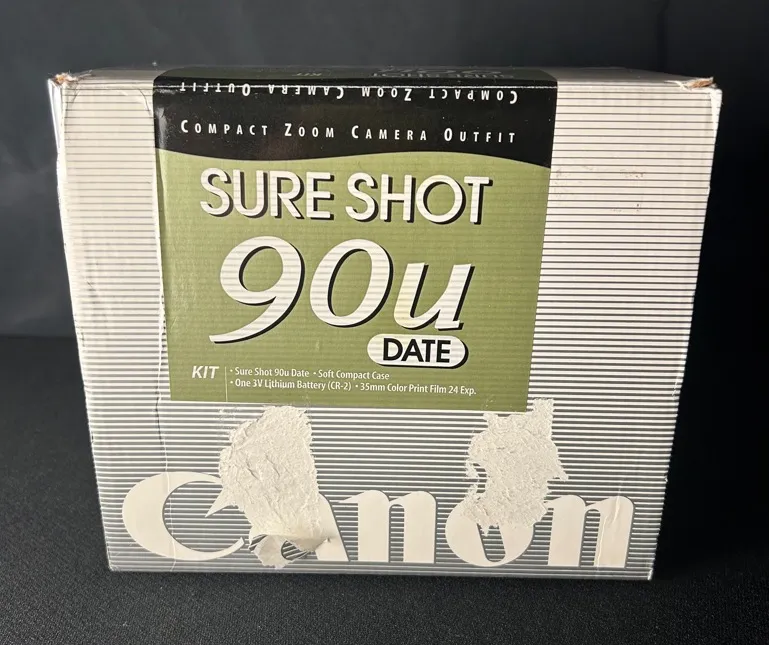 COMPACT ZOOM CAMERA OUTFIT
COMPACT ZOOM CAMERA OUTFIT
SURE SHOT
90u
DATE
KIT
• Sure Shot 90u Date • Soft Compact Case
• One 3V Lithium Battery (CR-2) • 35mm Color Print Film 24 Exp.
Canon